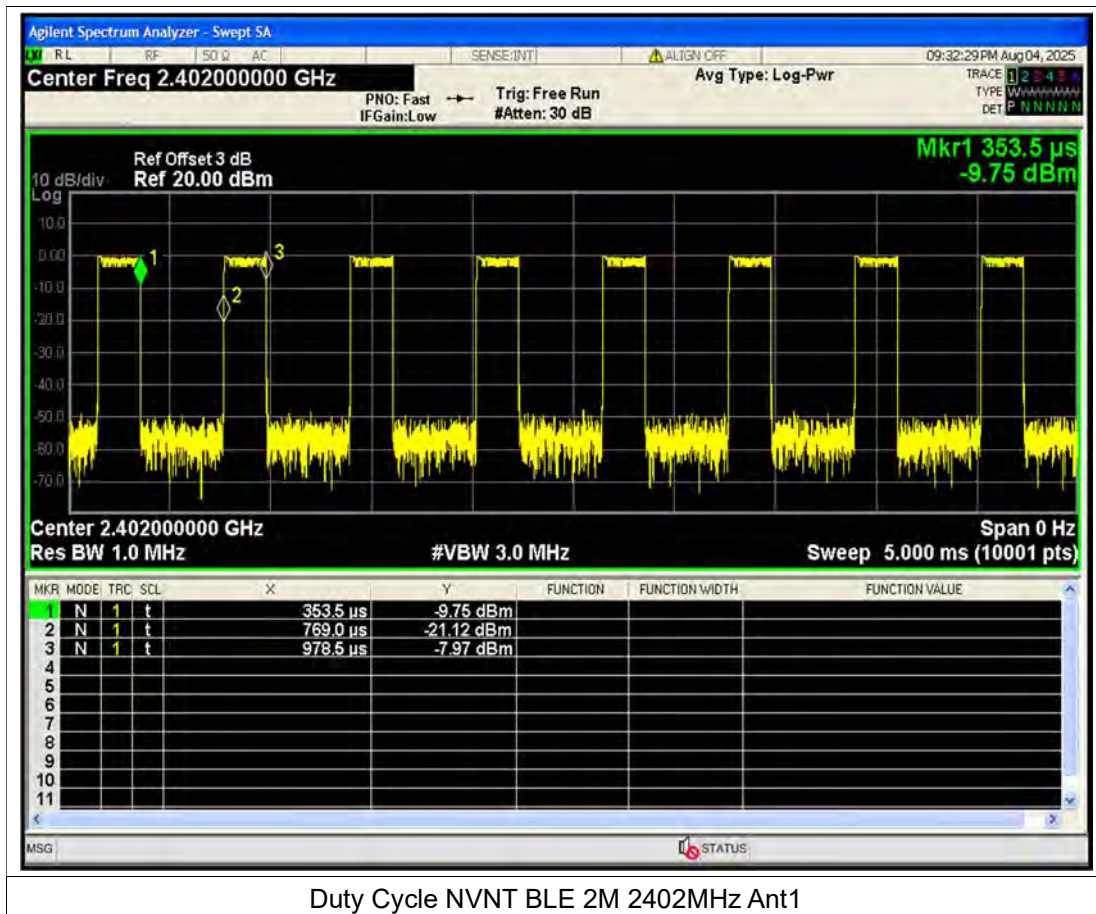 Agilent Spectrum Analyzer - Swept SA
LXI RL RF 50 Ω AC SENSE:INT ALIGN OFF 09:32:29 PM Aug 04, 2025
Center Freq 2.402000000 GHz Avg Type: Log-Pwr TRACE 1 2 3 4 5 6
PNO: Fast Trig: Free Run TYPE W
IFGain:Low #Atten: 30 dB DET P N N N N N
Mkr1 353.5 µs
Ref Offset 3 dB
10 dB/div Ref 20.00 dBm -9.75 dBm
Log
10.0
0.00
-10.0
-20.0
-30.0
-40.0
-50.0
-60.0
-70.0
1
2
3
Center 2.402000000 GHz Span 0 Hz
Res BW 1.0 MHz #VBW 3.0 MHz Sweep 5.000 ms (10001 pts)
MKR MODE TRC SCL X Y FUNCTION FUNCTION WIDTH FUNCTION VALUE
1 N 1 t 353.5 µs -9.75 dBm
2 N 1 t 769.0 µs -21.12 dBm
3 N 1 t 978.5 µs -7.97 dBm
4
5
6
7
8
9
10
11
MSG STATUS
Duty Cycle NVNT BLE 2M 2402MHz Ant1